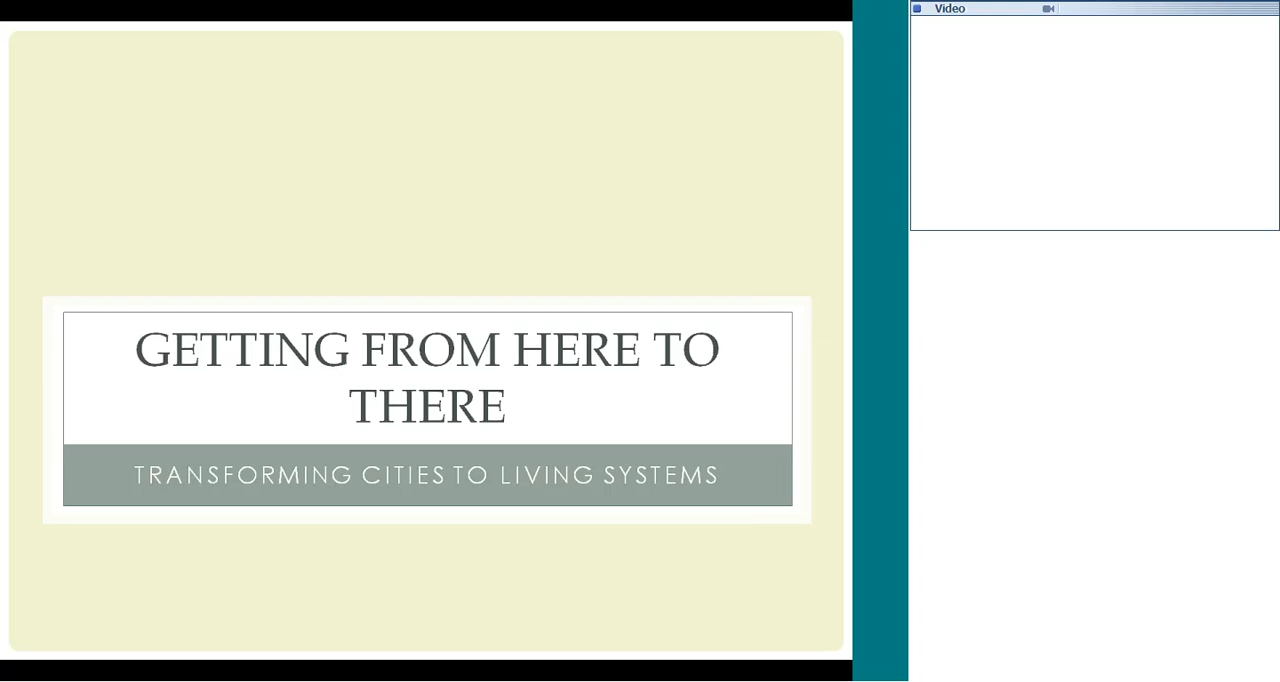 Video
GETTING FROM HERE TO
THERE
TRANSFORMING CITIES TO LIVING SYSTEMS